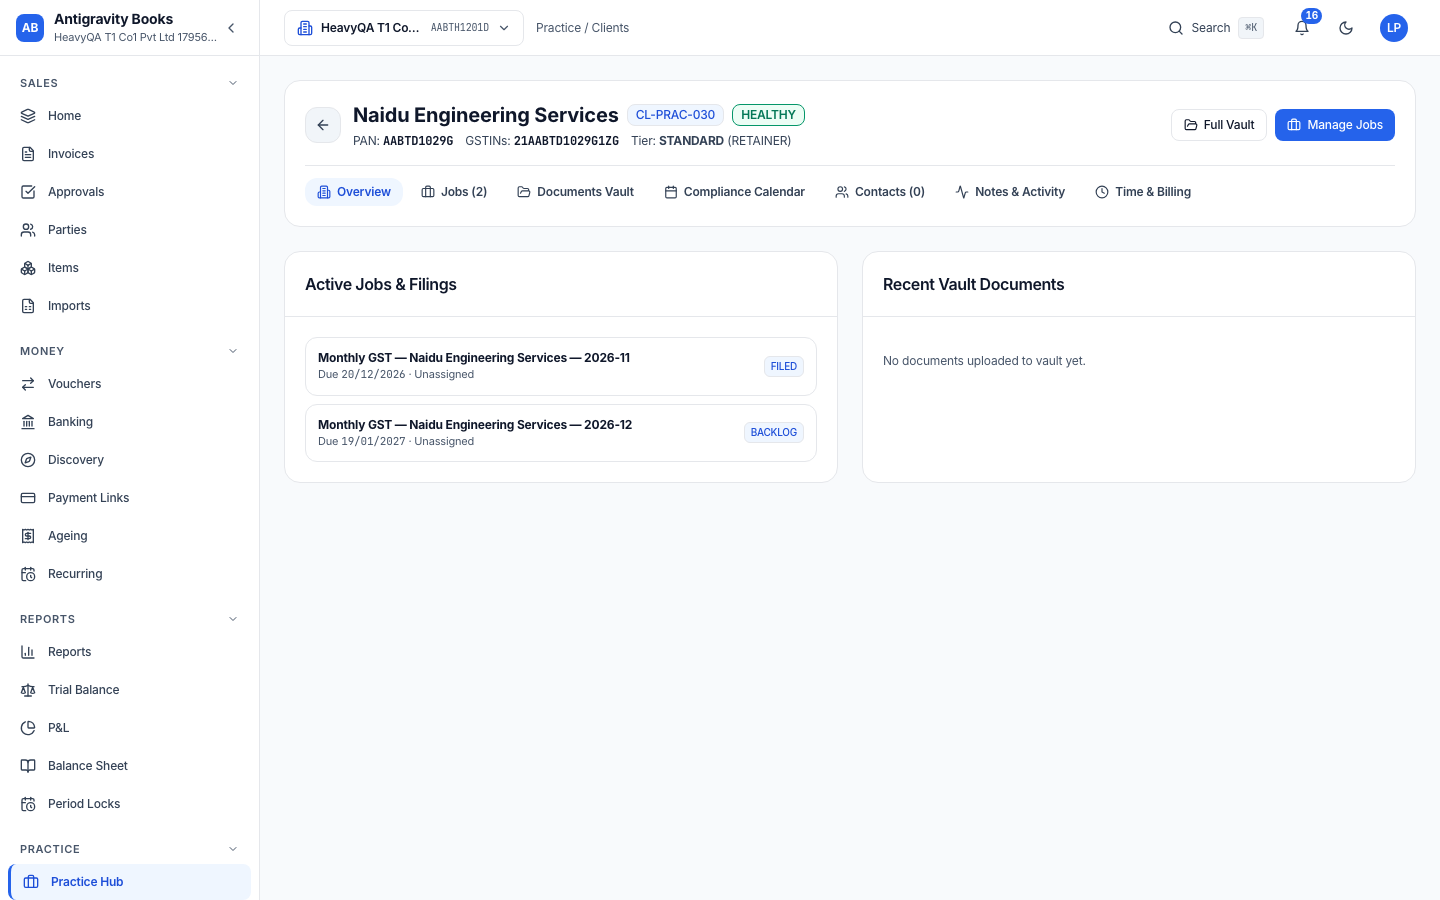 AB
Antigravity Books
HeavyQA T1 Co1 Pvt Ltd 17956...
HeavyQA T1 Co... AABTH1201D
Practice / Clients
Search ⌘K
16
LP
SALES
Home
Invoices
Approvals
Parties
Items
Imports
MONEY
Vouchers
Banking
Discovery
Payment Links
Ageing
Recurring
REPORTS
Reports
Trial Balance
P&L
Balance Sheet
Period Locks
PRACTICE
Practice Hub
Naidu Engineering Services CL-PRAC-030 HEALTHY
PAN: AABTD1029G GSTINs: 21AABTD1029G1ZG Tier: STANDARD (RETAINER)
Full Vault
Manage Jobs
Overview
Jobs (2)
Documents Vault
Compliance Calendar
Contacts (0)
Notes & Activity
Time & Billing
Active Jobs & Filings
Monthly GST — Naidu Engineering Services — 2026-11
Due 20/12/2026 · Unassigned
FILED
Monthly GST — Naidu Engineering Services — 2026-12
Due 19/01/2027 · Unassigned
BACKLOG
Recent Vault Documents
No documents uploaded to vault yet.